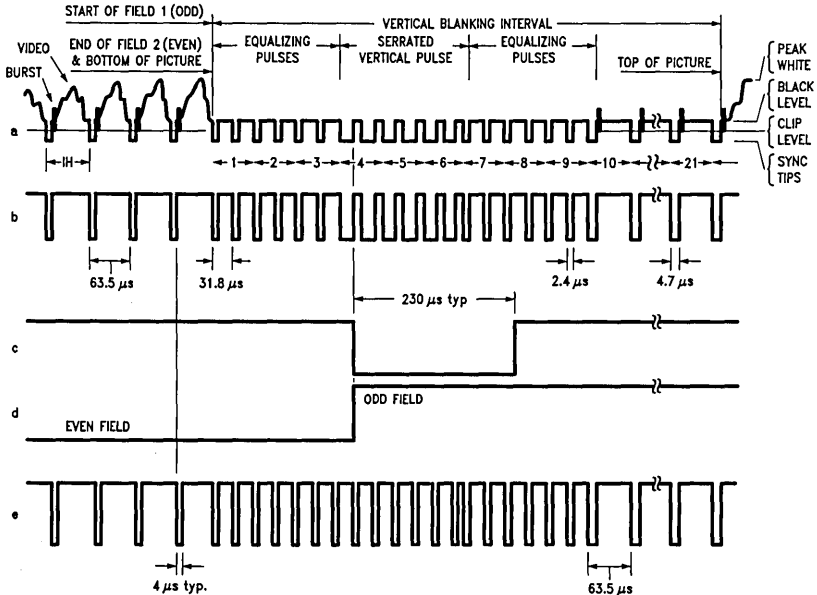 START OF FIELD 1 (ODD)
VERTICAL BLANKING INTERVAL
END OF FIELD 2 (EVEN)
& BOTTOM OF PICTURE
EQUALIZING
PULSES
SERRATED
VERTICAL PULSE
EQUALIZING
PULSES
TOP OF PICTURE
VIDEO
BURST
PEAK
WHITE
BLACK
LEVEL
CLIP
LEVEL
SYNC
TIPS
a
1H
1 2 3 4 5 6 7 8 9 10 21
b
63.5 μs
31.8 μs
2.4 μs
4.7 μs
230 μs typ
c
d
EVEN FIELD
ODD FIELD
e
4 μs typ.
63.5 μs